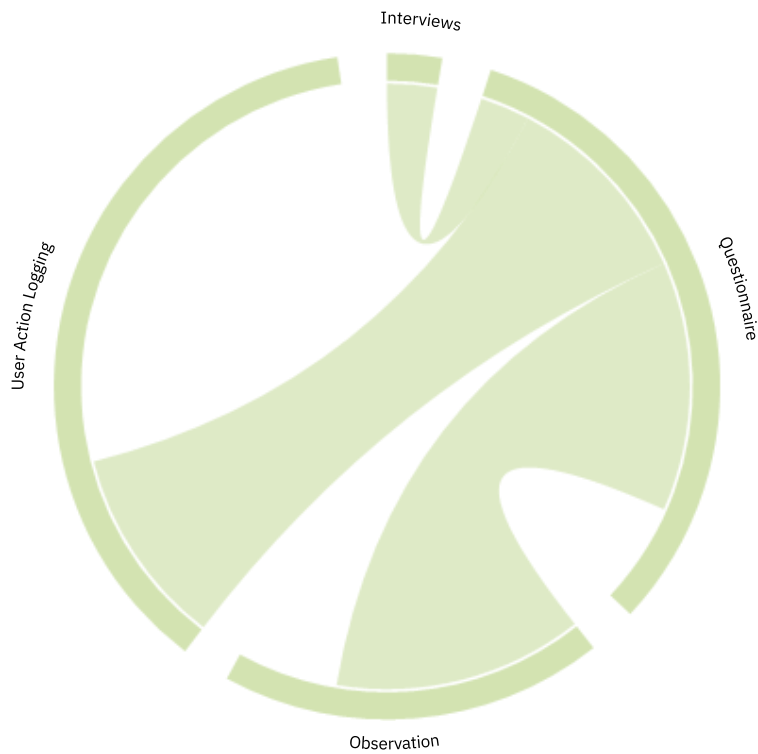 Interviews
Questionnaire
User Action Logging
Observation